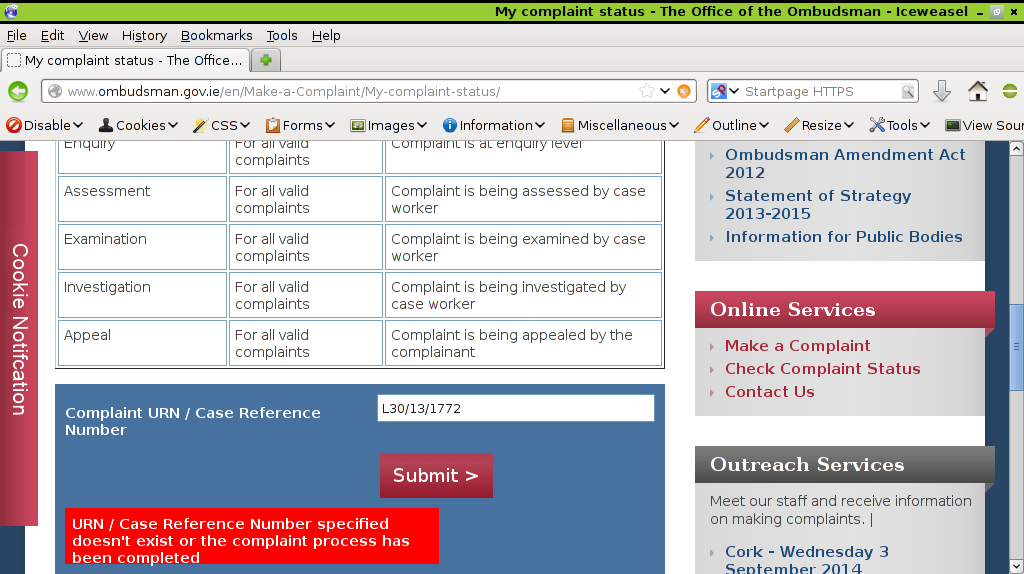 My complaint status - The Office of the Ombudsman - Iceweasel
File Edit View History Bookmarks Tools Help
My complaint status - The Office...
www.ombudsman.gov.ie/en/Make-a-Complaint/My-complaint-status/
Startpage HTTPS
Disable Cookies CSS Forms Images Information Miscellaneous Outline Resize Tools View Sour
Cookie Notifcation
Enquiry
For all valid
complaints
Complaint is at enquiry level
Assessment
For all valid
complaints
Complaint is being assessed by case
worker
Examination
For all valid
complaints
Complaint is being examined by case
worker
Investigation
For all valid
complaints
Complaint is being investigated by
case worker
Appeal
For all valid
complaints
Complaint is being appealed by the
complainant
Complaint URN / Case Reference
Number
L30/13/1772
Submit >
URN / Case Reference Number specified
doesn't exist or the complaint process has
been completed
Ombudsman Amendment Act
2012
Statement of Strategy
2013-2015
Information for Public Bodies
Online Services
Make a Complaint
Check Complaint Status
Contact Us
Outreach Services
Meet our staff and receive information
on making complaints. |
Cork - Wednesday 3
September 2014